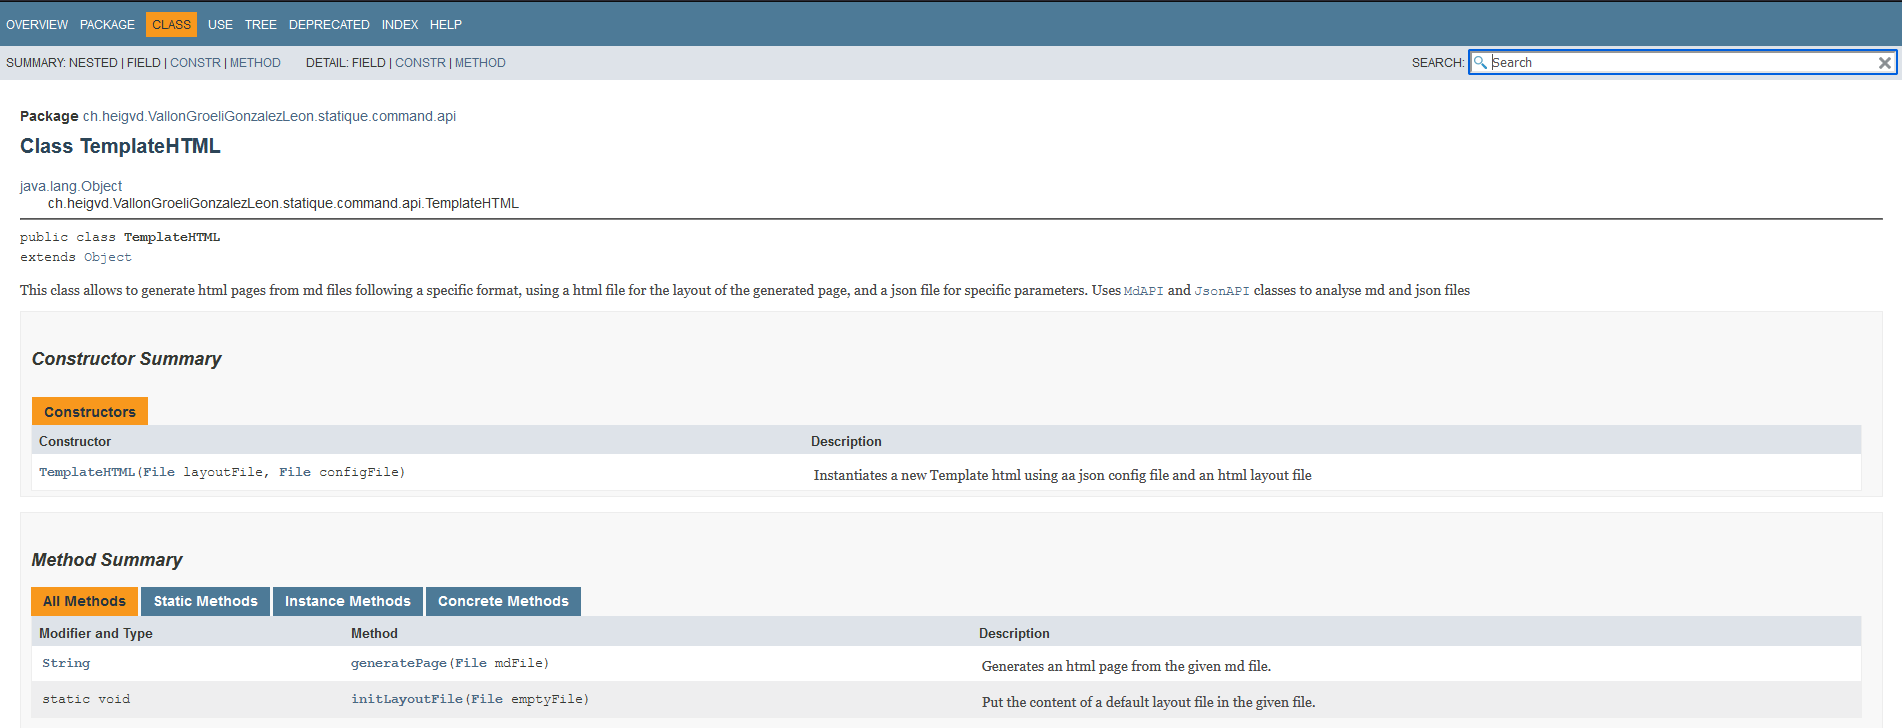 OVERVIEW PACKAGE CLASS USE TREE DEPRECATED INDEX HELP
SUMMARY: NESTED | FIELD | CONSTR | METHOD DETAIL: FIELD | CONSTR | METHOD SEARCH: Search
Package ch.heigvd.VallonGroeliGonzalezLeon.statique.command.api
Class TemplateHTML
java.lang.Object
ch.heigvd.VallonGroeliGonzalezLeon.statique.command.api.TemplateHTML
public class TemplateHTML
extends Object
This class allows to generate html pages from md files following a specific format, using a html file for the layout of the generated page, and a json file for specific parameters. Uses MdAPI and JsonAPI classes to analyse md and json files
Constructor Summary
Constructors
Constructor Description
TemplateHTML(File layoutFile, File configFile) Instantiates a new Template html using aa json config file and an html layout file
Method Summary
All Methods Static Methods Instance Methods Concrete Methods
Modifier and Type Method Description
String generatePage(File mdFile) Generates an html page from the given md file.
static void initLayoutFile(File emptyFile) Put the content of a default layout file in the given file.